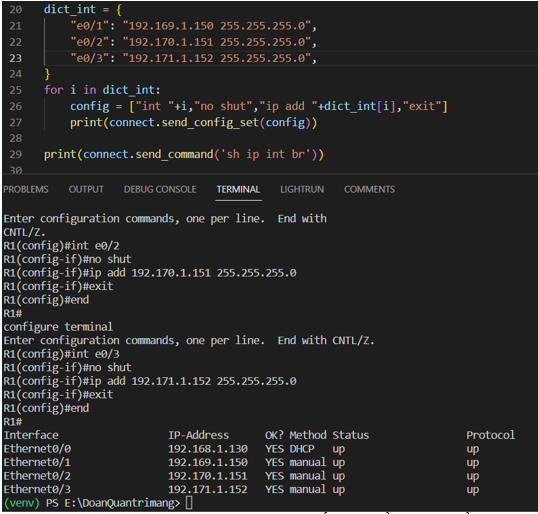 20 dict_int = {
21     "e0/1": "192.169.1.150 255.255.255.0",
22     "e0/2": "192.170.1.151 255.255.255.0",
23     "e0/3": "192.171.1.152 255.255.255.0",
24 }
25 for i in dict_int:
26     config = ["int "+i,"no shut","ip add "+dict_int[i],"exit"]
27     print(connect.send_config_set(config))
28
29 print(connect.send_command('sh ip int br'))
30
PROBLEMS OUTPUT DEBUG CONSOLE TERMINAL LIGHTRUN COMMENTS
Enter configuration commands, one per line.  End with
CNTL/Z.
R1(config)#int e0/2
R1(config-if)#no shut
R1(config-if)#ip add 192.170.1.151 255.255.255.0
R1(config-if)#exit
R1(config)#end
R1#
configure terminal
Enter configuration commands, one per line.  End with CNTL/Z.
R1(config)#int e0/3
R1(config-if)#no shut
R1(config-if)#ip add 192.171.1.152 255.255.255.0
R1(config-if)#exit
R1(config)#end
R1#
Interface                  IP-Address      OK? Method Status                Protocol
Ethernet0/0                192.168.1.130   YES DHCP   up                    up
Ethernet0/1                192.169.1.150   YES manual up                    up
Ethernet0/2                192.170.1.151   YES manual up                    up
Ethernet0/3                192.171.1.152   YES manual up                    up
(venv) PS E:\DoanQuantrimang>